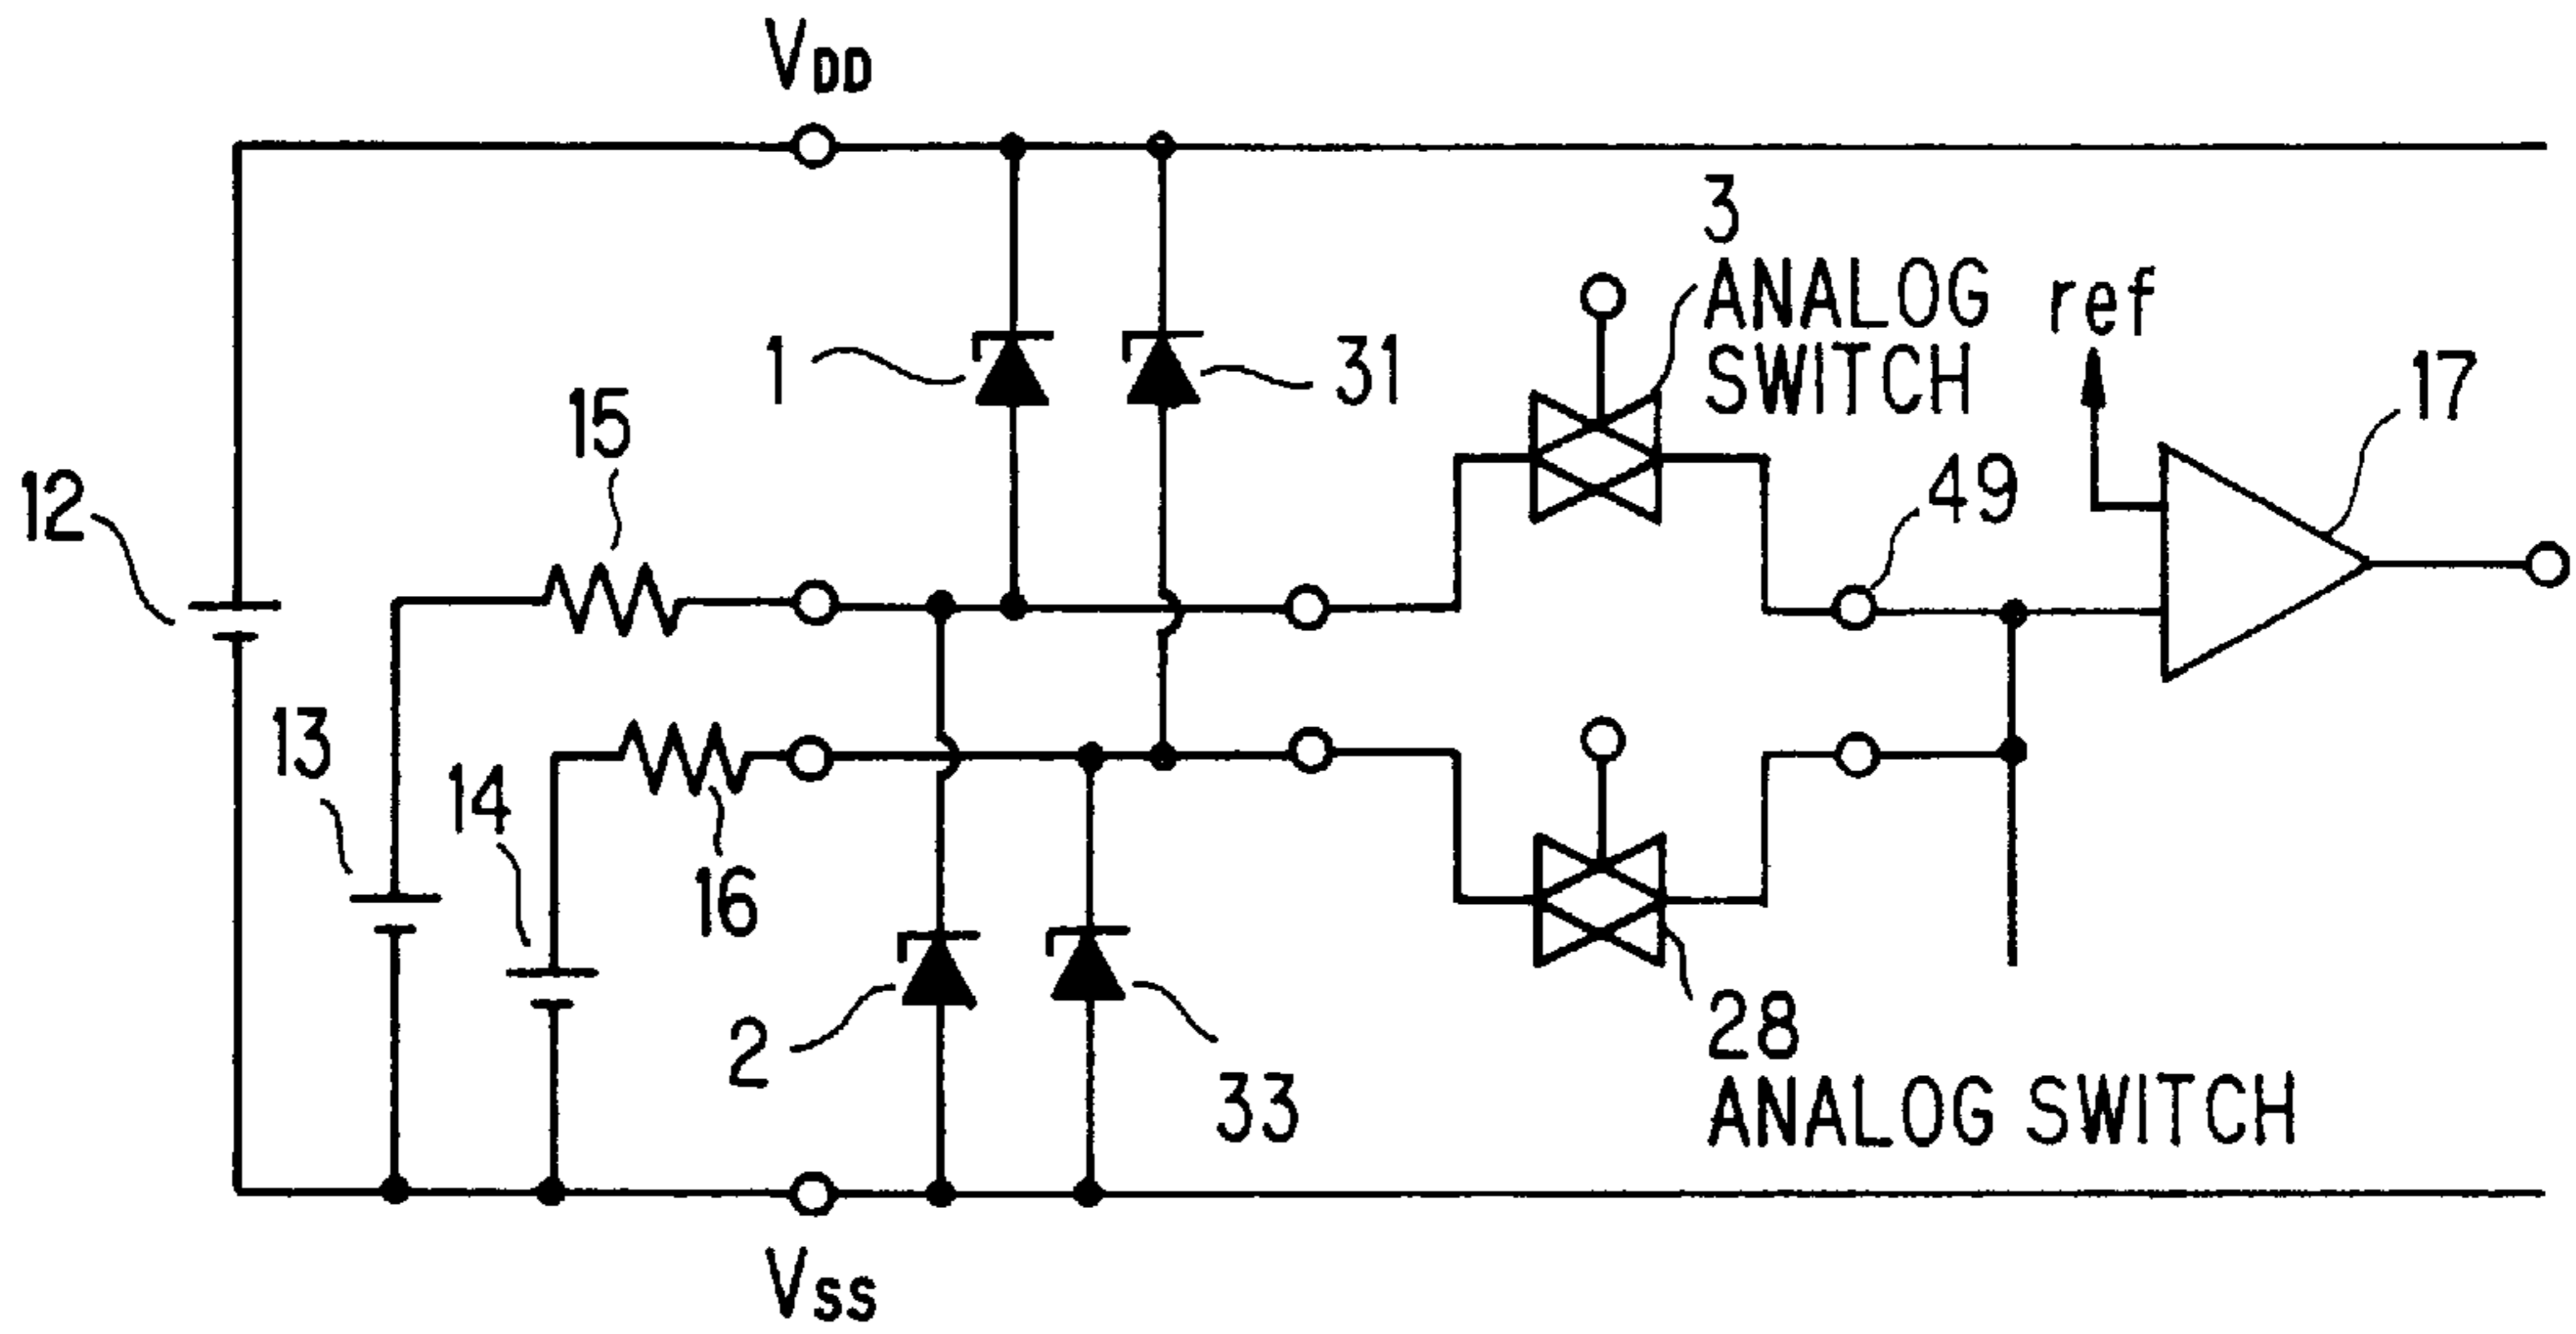 VDD
3
ANALOG
SWITCH
ref
1
31
17
15
12
49
13
14
16
2
33
28
ANALOG SWITCH
VSS